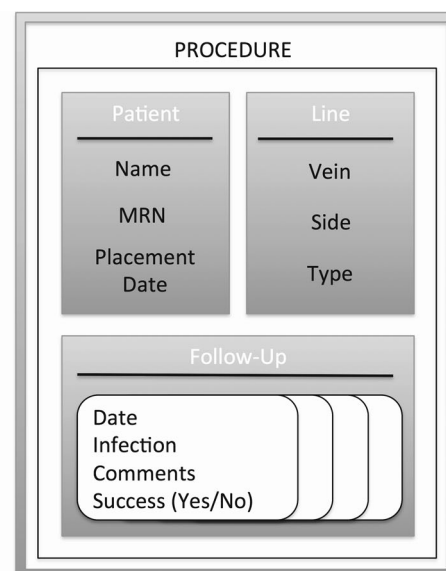 PROCEDURE
Patient
Name
MRN
Placement
Date
Line
Vein
Side
Type
Follow-Up
Date
Infection
Comments
Success (Yes/No)